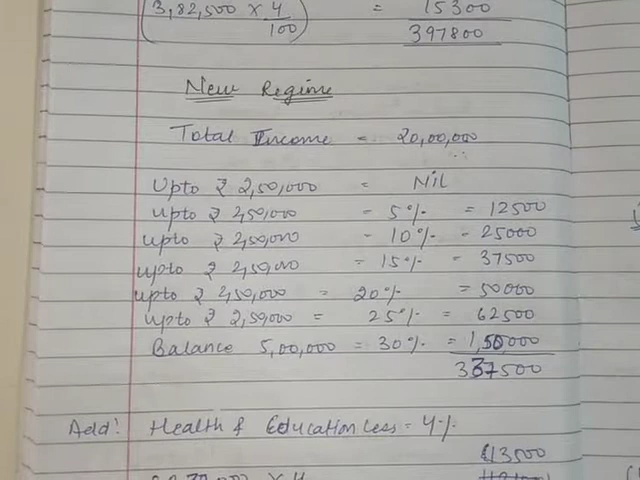 (3,82,500 × 4/100) = 15300
397800
New Regime
Total Income = 20,00,000
Upto ₹ 2,50,000 = Nil
upto ₹ 2,50,000 = 5% = 12500
upto ₹ 2,50,000 = 10% = 25000
upto ₹ 2,50,000 = 15% = 37500
upto ₹ 2,50,000 = 20% = 50000
upto ₹ 2,50,000 = 25% = 62500
Balance 5,00,000 = 30% = 1,50000
337500
Add: Health & Education Cess = 4%
13500